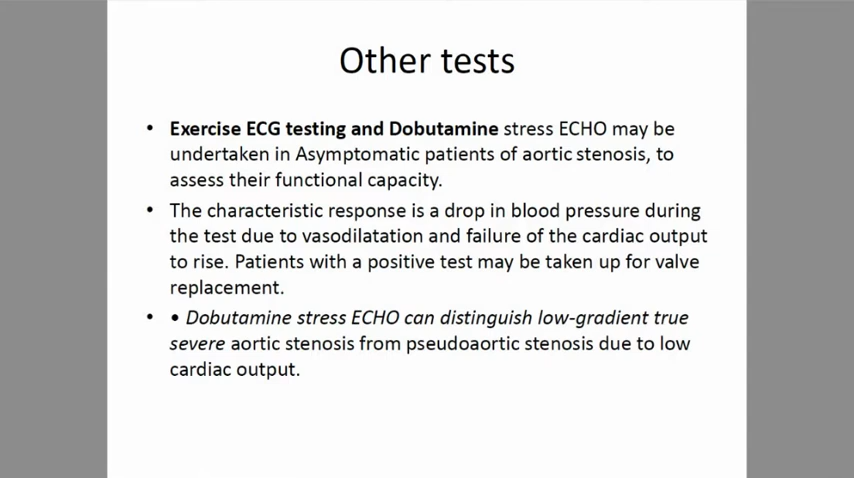 Other tests
• Exercise ECG testing and Dobutamine stress ECHO may be
undertaken in Asymptomatic patients of aortic stenosis, to
assess their functional capacity.
• The characteristic response is a drop in blood pressure during
the test due to vasodilatation and failure of the cardiac output
to rise. Patients with a positive test may be taken up for valve
replacement.
• • Dobutamine stress ECHO can distinguish low-gradient true
severe aortic stenosis from pseudoaortic stenosis due to low
cardiac output.